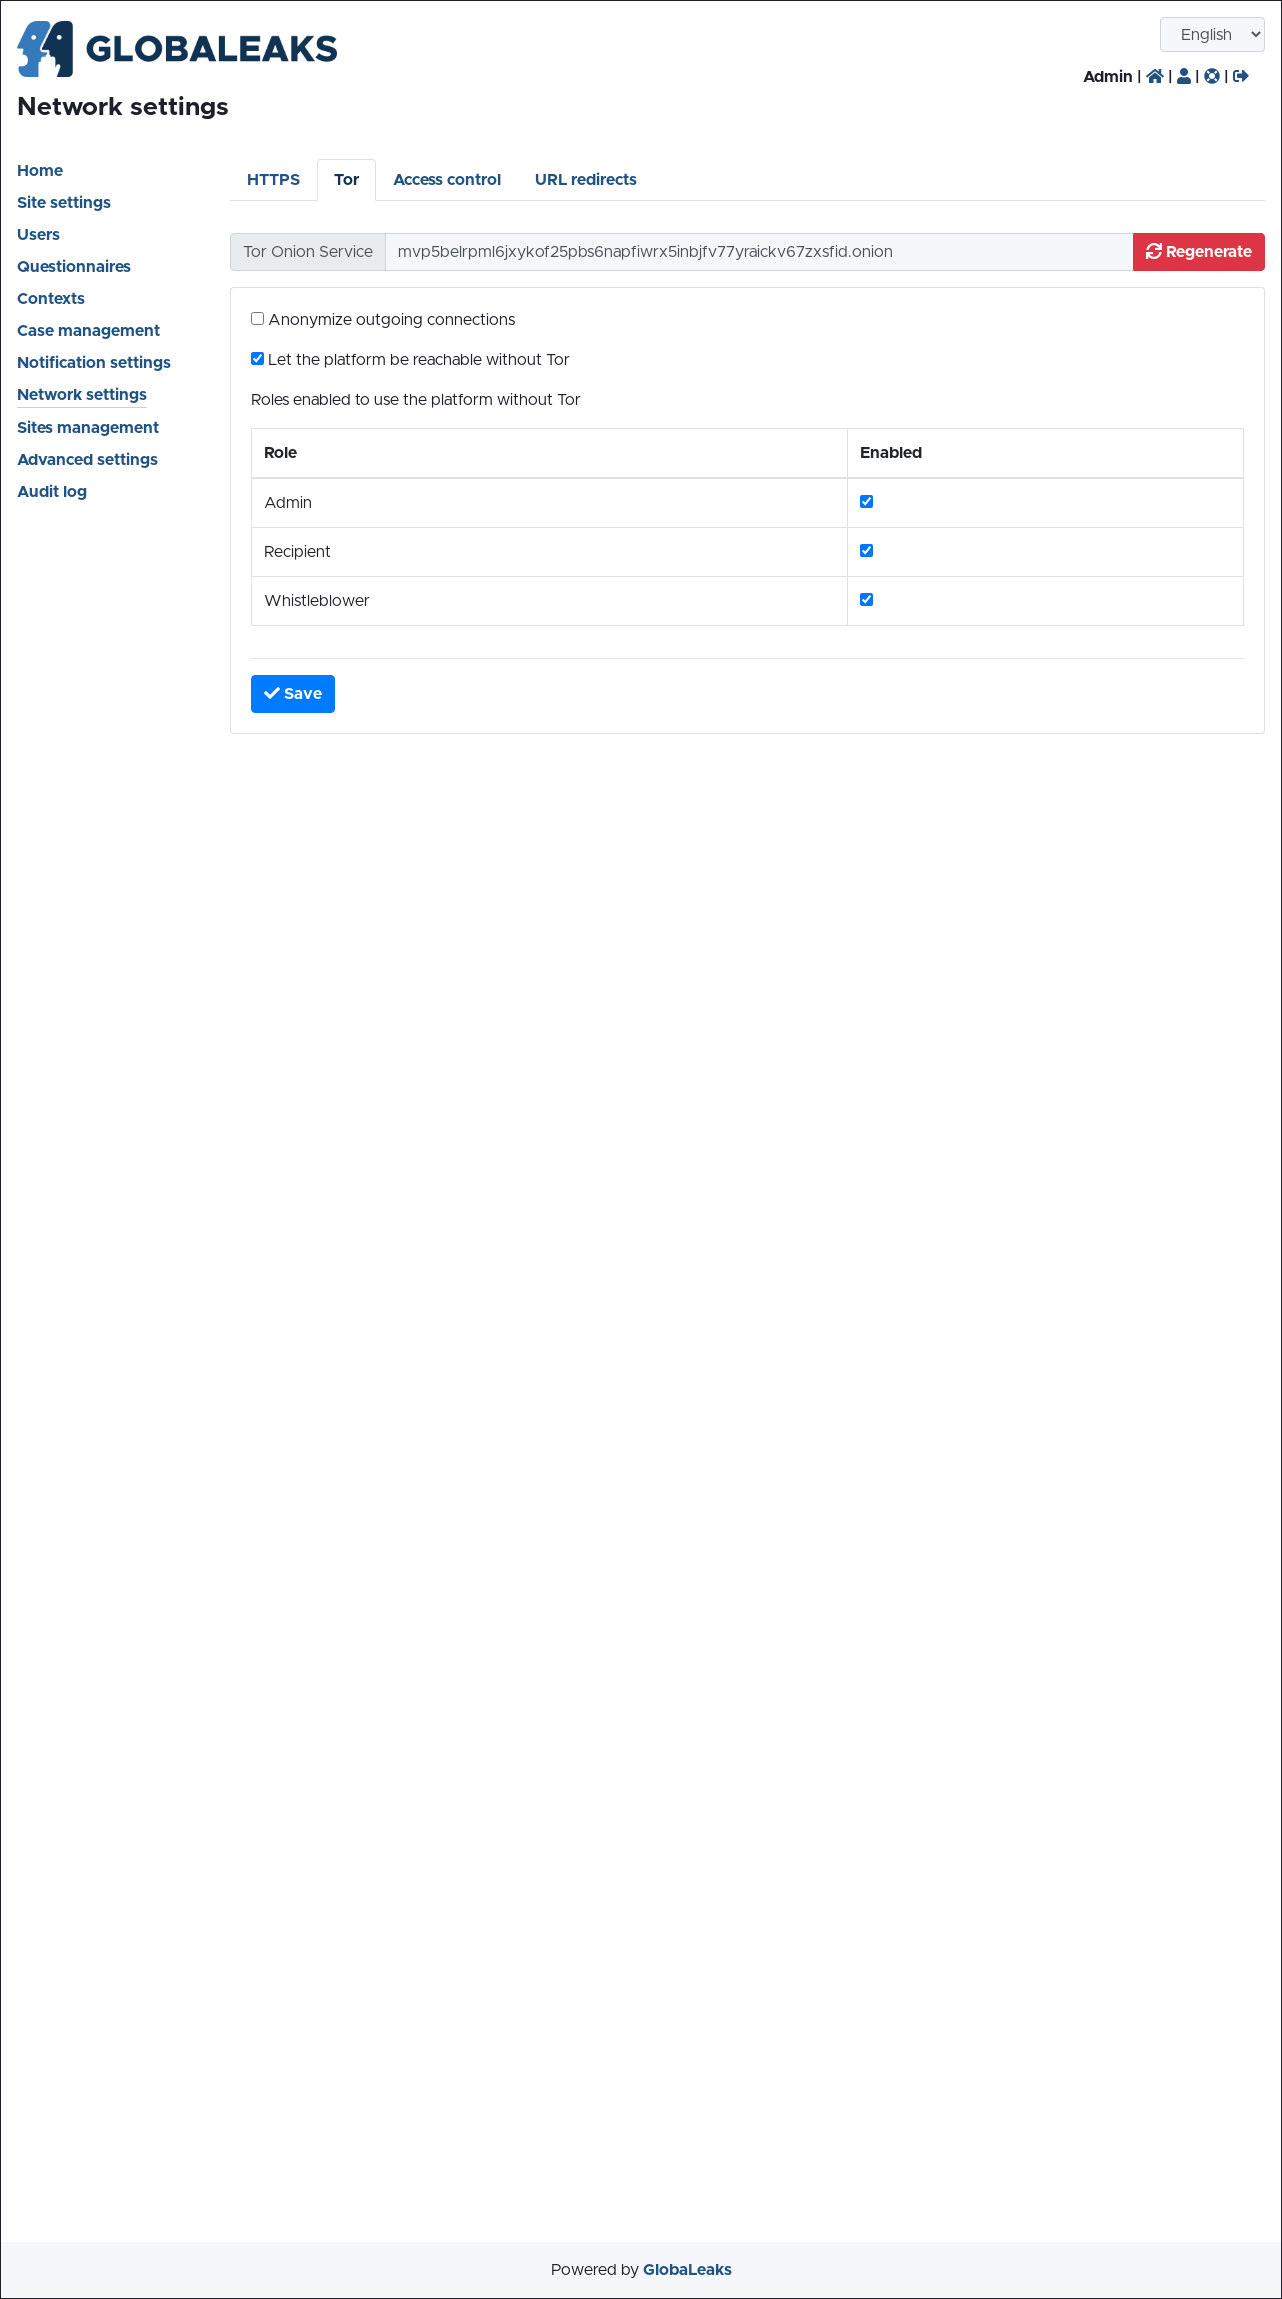 GLOBALEAKS
English
Admin | | | |
Network settings
Home
Site settings
Users
Questionnaires
Contexts
Case management
Notification settings
Network settings
Sites management
Advanced settings
Audit log
HTTPS Tor Access control URL redirects
Tor Onion Service mvp5belrpml6jxykof25pbs6napfiwrx5inbjfv77yraickv67zxsfid.onion Regenerate
Anonymize outgoing connections
Let the platform be reachable without Tor
Roles enabled to use the platform without Tor
Role Enabled
Admin
Recipient
Whistleblower
Save
Powered by GlobaLeaks